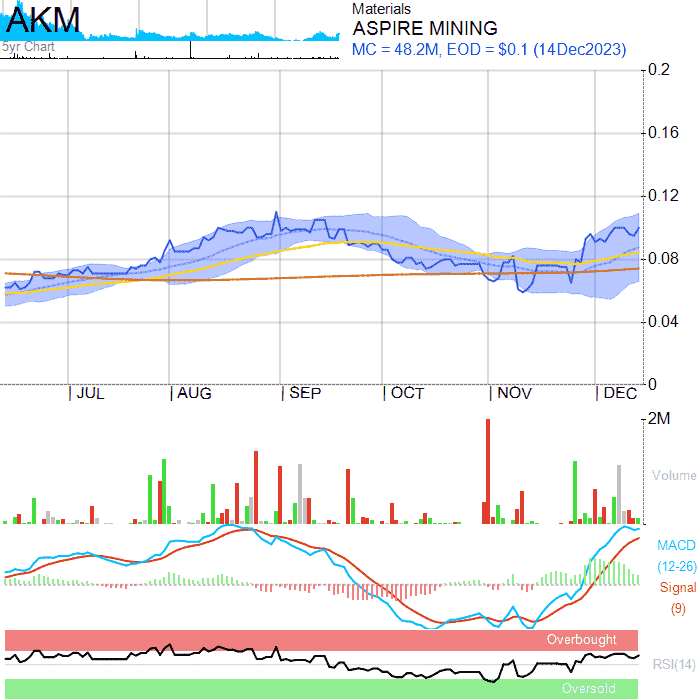 AKM
5yr Chart
Materials
ASPIRE MINING
MC = 48.2M, EOD = $0.1 (14Dec2023)
0.2
0.16
0.12
0.08
0.04
0
JUL AUG SEP OCT NOV DEC
2M
Volume
MACD
(12-26)
Signal
(9)
Overbought
RSI(14)
Oversold